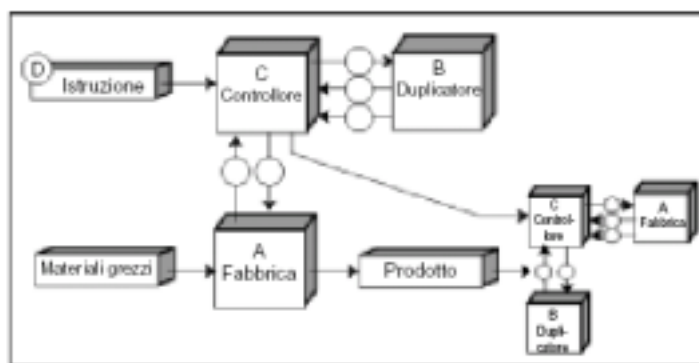 D
Istruzione
C
Controllore
B
Duplicatore
Materiali grezzi
A
Fabbrica
Prodotto
C
Control-
lore
A
Fabbrica
B
Dupli-
catore